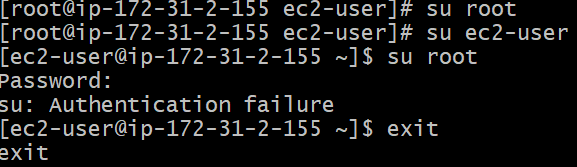 [root@ip-172-31-2-155 ec2-user]# su root
[root@ip-172-31-2-155 ec2-user]# su ec2-user
[ec2-user@ip-172-31-2-155 ~]$ su root
Password:
su: Authentication failure
[ec2-user@ip-172-31-2-155 ~]$ exit
exit